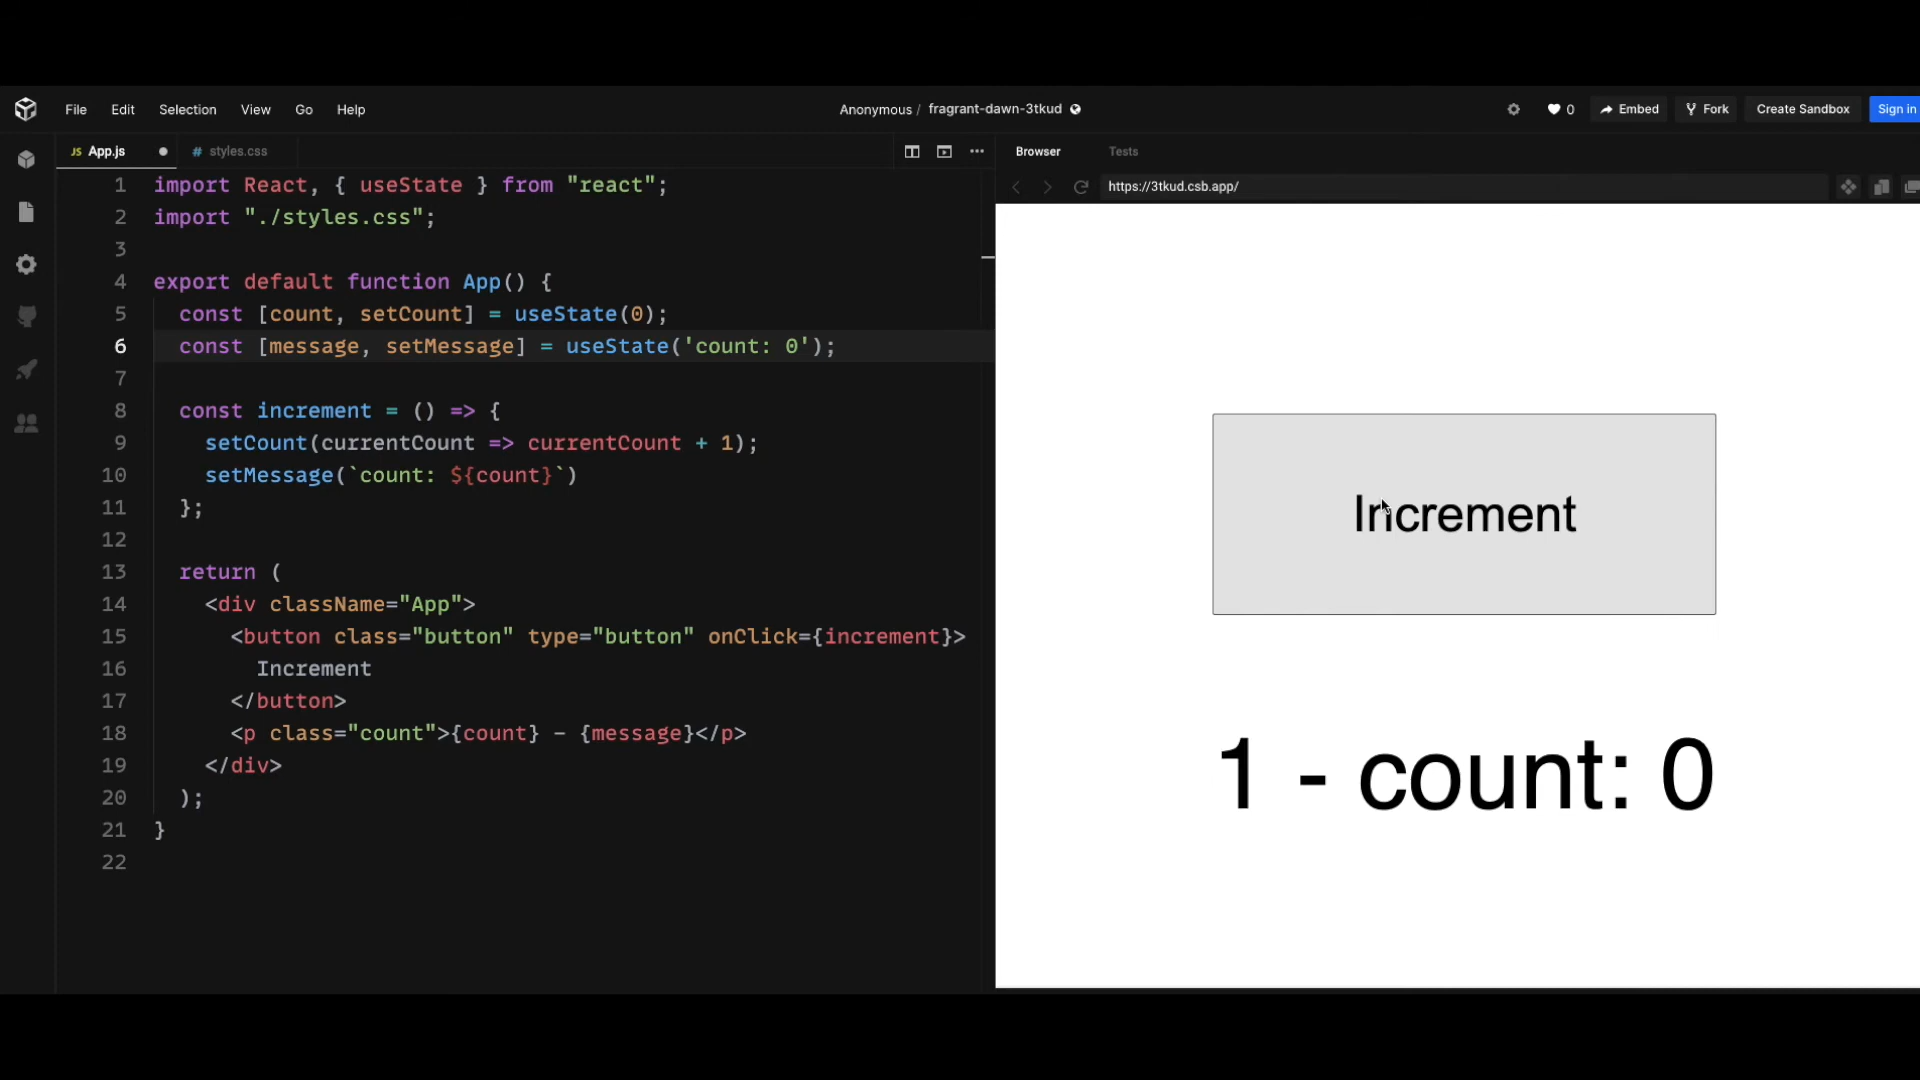 File Edit Selection View Go Help
Anonymous / fragrant-dawn-3tkud
0 Embed Fork Create Sandbox Sign in
JS App.js # styles.css
1 import React, { useState } from "react";
2 import "./styles.css";
3
4 export default function App() {
5 const [count, setCount] = useState(0);
6 const [message, setMessage] = useState('count: 0');
7
8 const increment = () => {
9 setCount(currentCount => currentCount + 1);
10 setMessage(`count: ${count}`)
11 };
12
13 return (
14 <div className="App">
15 <button class="button" type="button" onClick={increment}>
16 Increment
17 </button>
18 <p class="count">{count} - {message}</p>
19 </div>
20 );
21 }
22
Browser Tests
https://3tkud.csb.app/
Increment
1 - count: 0